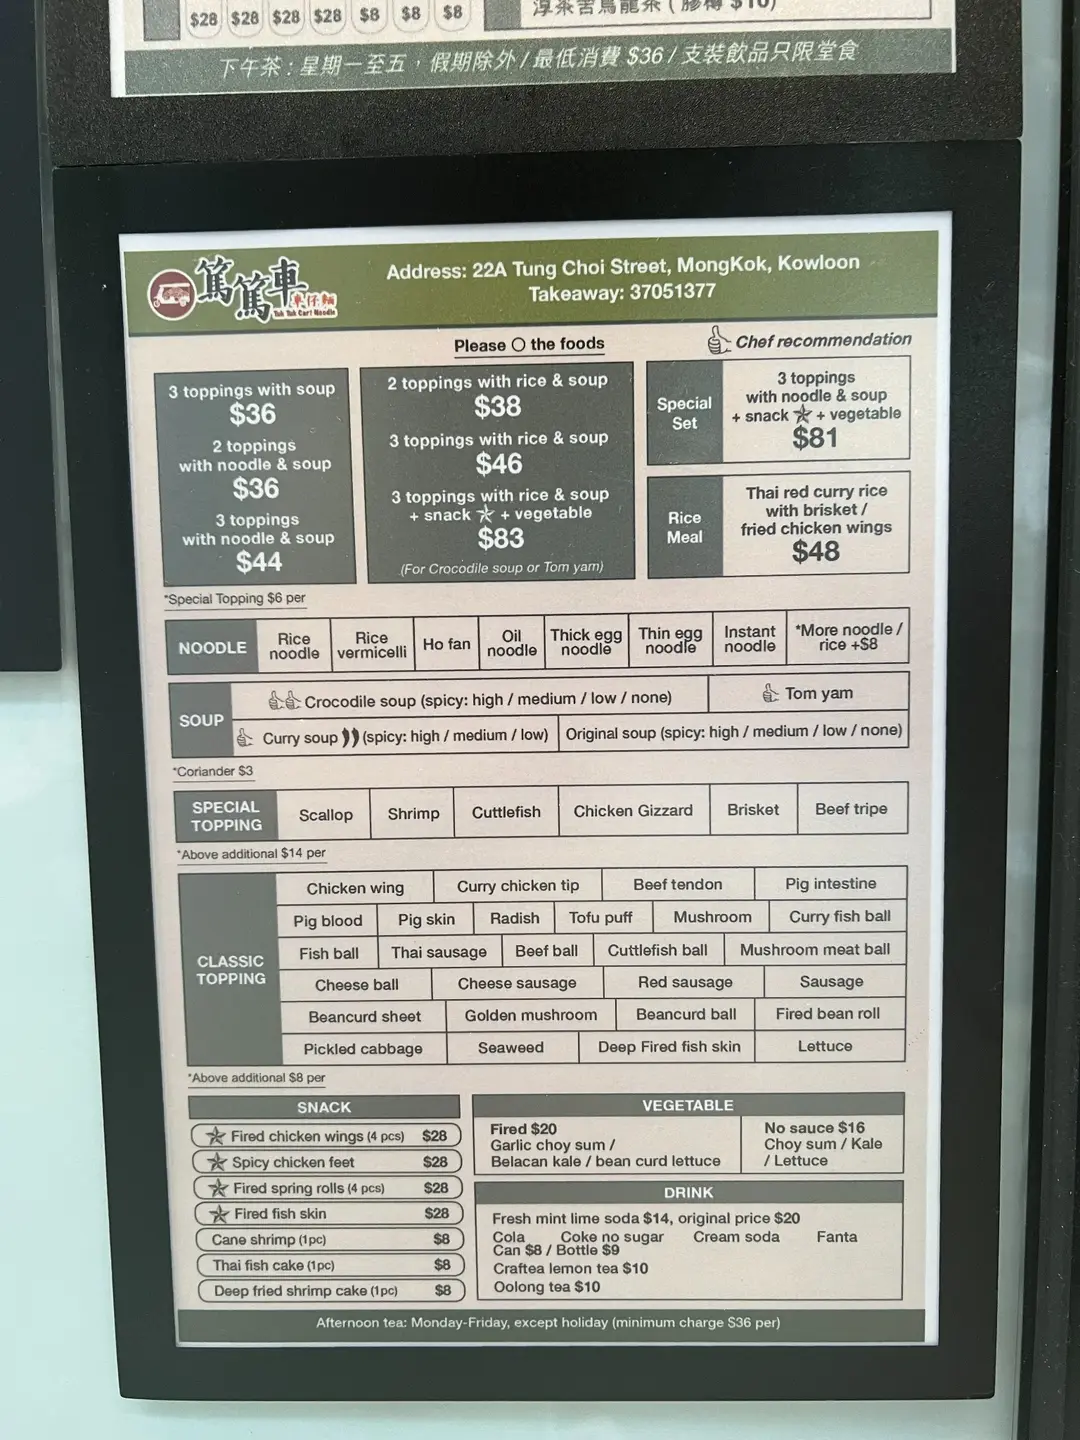 $28 $28 $28 $28 $8 $8 $8
淳茶舌烏龍茶 ( 膠樽 $10)
下午茶 : 星期一至五，假期除外 / 最低消費 $36 / 支裝飲品只限堂食
篤篤車
車仔麵
Tuk Tuk Cart Noodle
Address: 22A Tung Choi Street, MongKok, Kowloon
Takeaway: 37051377
Please O the foods
Chef recommendation
3 toppings with soup
$36
2 toppings
with noodle & soup
$36
3 toppings
with noodle & soup
$44
2 toppings with rice & soup
$38
3 toppings with rice & soup
$46
3 toppings with rice & soup
+ snack ☆ + vegetable
$83
(For Crocodile soup or Tom yam)
Special
Set
3 toppings
with noodle & soup
+ snack ☆ + vegetable
$81
Rice
Meal
Thai red curry rice
with brisket /
fried chicken wings
$48
*Special Topping $6 per
NOODLE
Rice
noodle
Rice
vermicelli
Ho fan
Oil
noodle
Thick egg
noodle
Thin egg
noodle
Instant
noodle
*More noodle /
rice +$8
SOUP
Crocodile soup (spicy: high / medium / low / none)
Tom yam
Curry soup (spicy: high / medium / low)
Original soup (spicy: high / medium / low / none)
*Coriander $3
SPECIAL
TOPPING
Scallop
Shrimp
Cuttlefish
Chicken Gizzard
Brisket
Beef tripe
*Above additional $14 per
CLASSIC
TOPPING
Chicken wing
Curry chicken tip
Beef tendon
Pig intestine
Pig blood
Pig skin
Radish
Tofu puff
Mushroom
Curry fish ball
Fish ball
Thai sausage
Beef ball
Cuttlefish ball
Mushroom meat ball
Cheese ball
Cheese sausage
Red sausage
Sausage
Beancurd sheet
Golden mushroom
Beancurd ball
Fired bean roll
Pickled cabbage
Seaweed
Deep Fired fish skin
Lettuce
*Above additional $8 per
SNACK
☆ Fired chicken wings (4 pcs) $28
☆ Spicy chicken feet $28
☆ Fired spring rolls (4 pcs) $28
☆ Fired fish skin $28
Cane shrimp (1pc) $8
Thai fish cake (1pc) $8
Deep fried shrimp cake (1pc) $8
VEGETABLE
Fired $20
Garlic choy sum /
Belacan kale / bean curd lettuce
No sauce $16
Choy sum / Kale
/ Lettuce
DRINK
Fresh mint lime soda $14, original price $20
Cola Coke no sugar Cream soda Fanta
Can $8 / Bottle $9
Craftea lemon tea $10
Oolong tea $10
Afternoon tea: Monday-Friday, except holiday (minimum charge $36 per)